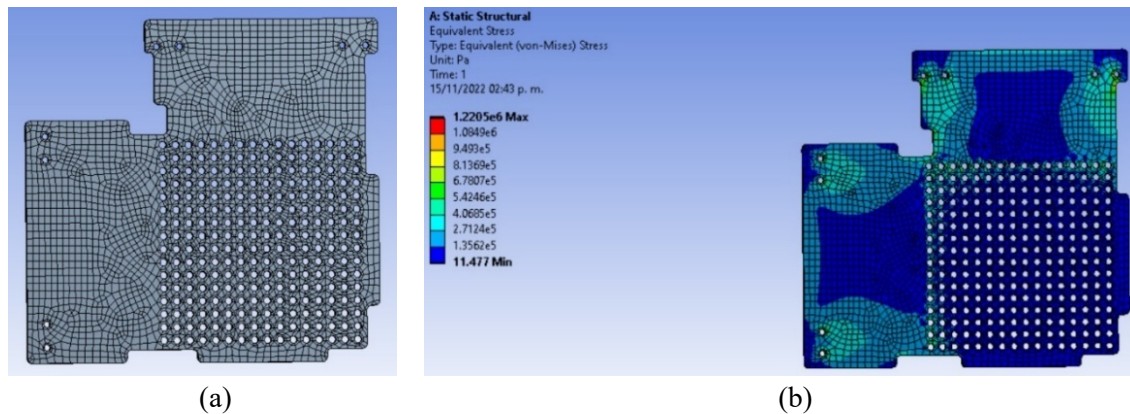 A: Static Structural
Equivalent Stress
Type: Equivalent (von-Mises) Stress
Unit: Pa
Time: 1
15/11/2022 02:43 p. m.
1.2205e6 Max
1.0849e6
9.493e5
8.1369e5
6.7807e5
5.4246e5
4.0685e5
2.7124e5
1.3562e5
11.477 Min
(a)
(b)